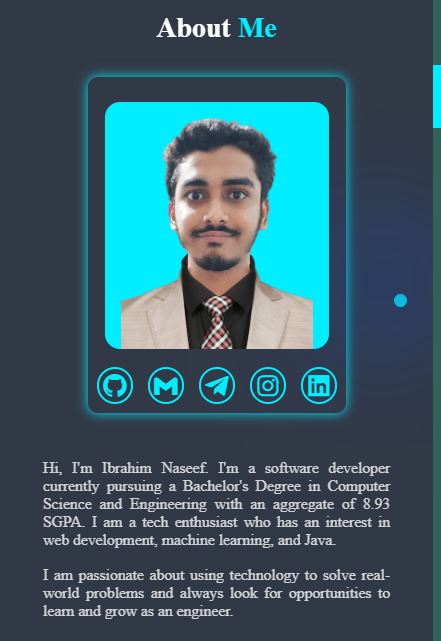 About Me
Hi, I'm Ibrahim Naseef. I'm a software developer
currently pursuing a Bachelor's Degree in Computer
Science and Engineering with an aggregate of 8.93
SGPA. I am a tech enthusiast who has an interest in
web development, machine learning, and Java.
I am passionate about using technology to solve real-
world problems and always look for opportunities to
learn and grow as an engineer.